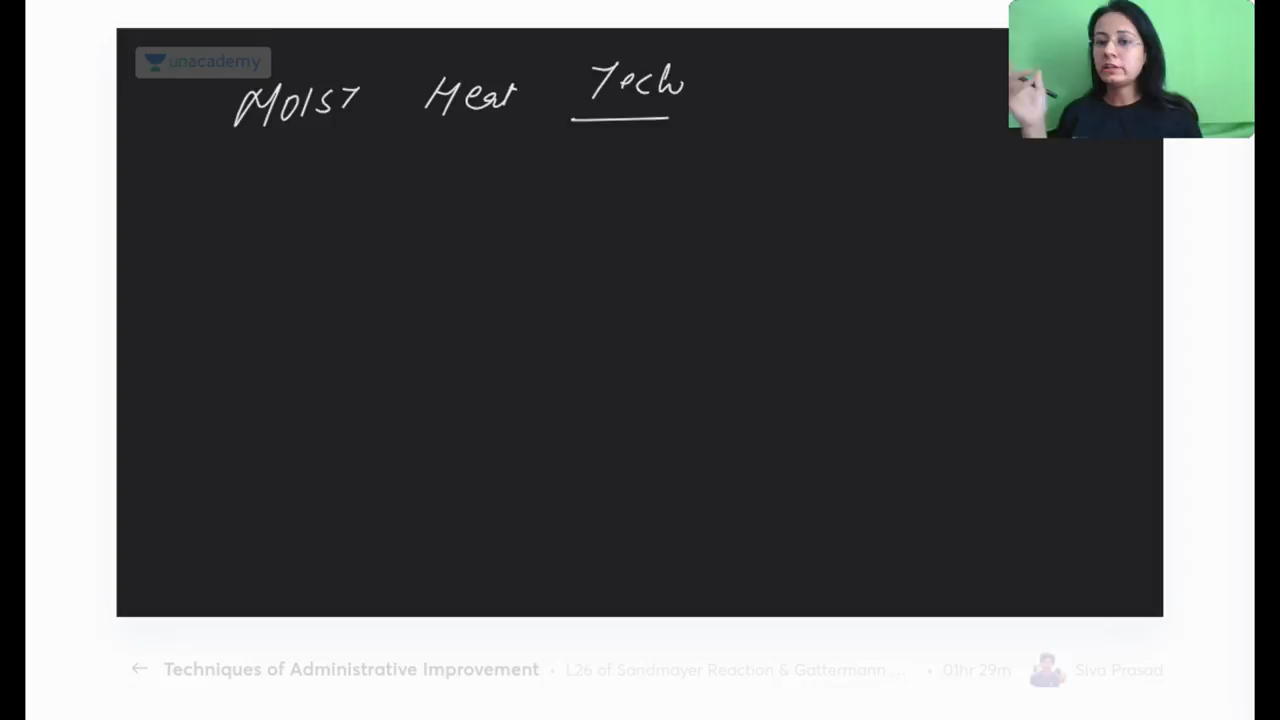 unacademy
MOIST Heat Tech
← Techniques of Administrative Improvement • L26 of Sandmayer Reaction & Gattermann ... • 01hr 29m Siva Prasad